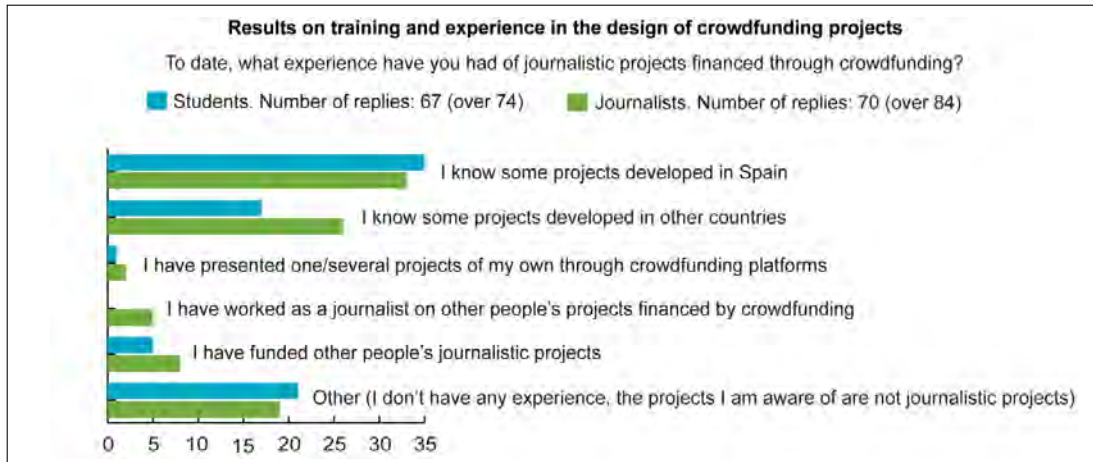 Results on training and experience in the design of crowdfunding projects
To date, what experience have you had of journalistic projects financed through crowdfunding?
Students. Number of replies: 67 (over 74)
Journalists. Number of replies: 70 (over 84)
I know some projects developed in Spain
I know some projects developed in other countries
I have presented one/several projects of my own through crowdfunding platforms
I have worked as a journalist on other people's projects financed by crowdfunding
I have funded other people's journalistic projects
Other (I don't have any experience, the projects I am aware of are not journalistic projects)
0 5 10 15 20 25 30 35